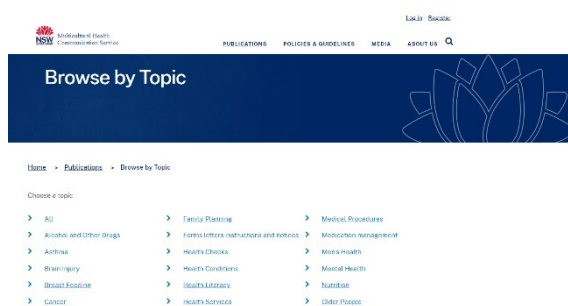 Log in Register
NSW Multicultural Health
Communication Service
PUBLICATIONS POLICIES & GUIDELINES MEDIA ABOUT US
Browse by Topic
Home > Publications > Browse by Topic
Choose a topic
> All > Family Planning > Medical Procedures
> Alcohol and Other Drugs > Forms letters instructions and notices > Medication management
> Asthma > Health Checks > Mens Health
> Brain Injury > Health Conditions > Mental Health
> Breast Feeding > Health Literacy > Nutrition
> Cancer > Health Services > Older People